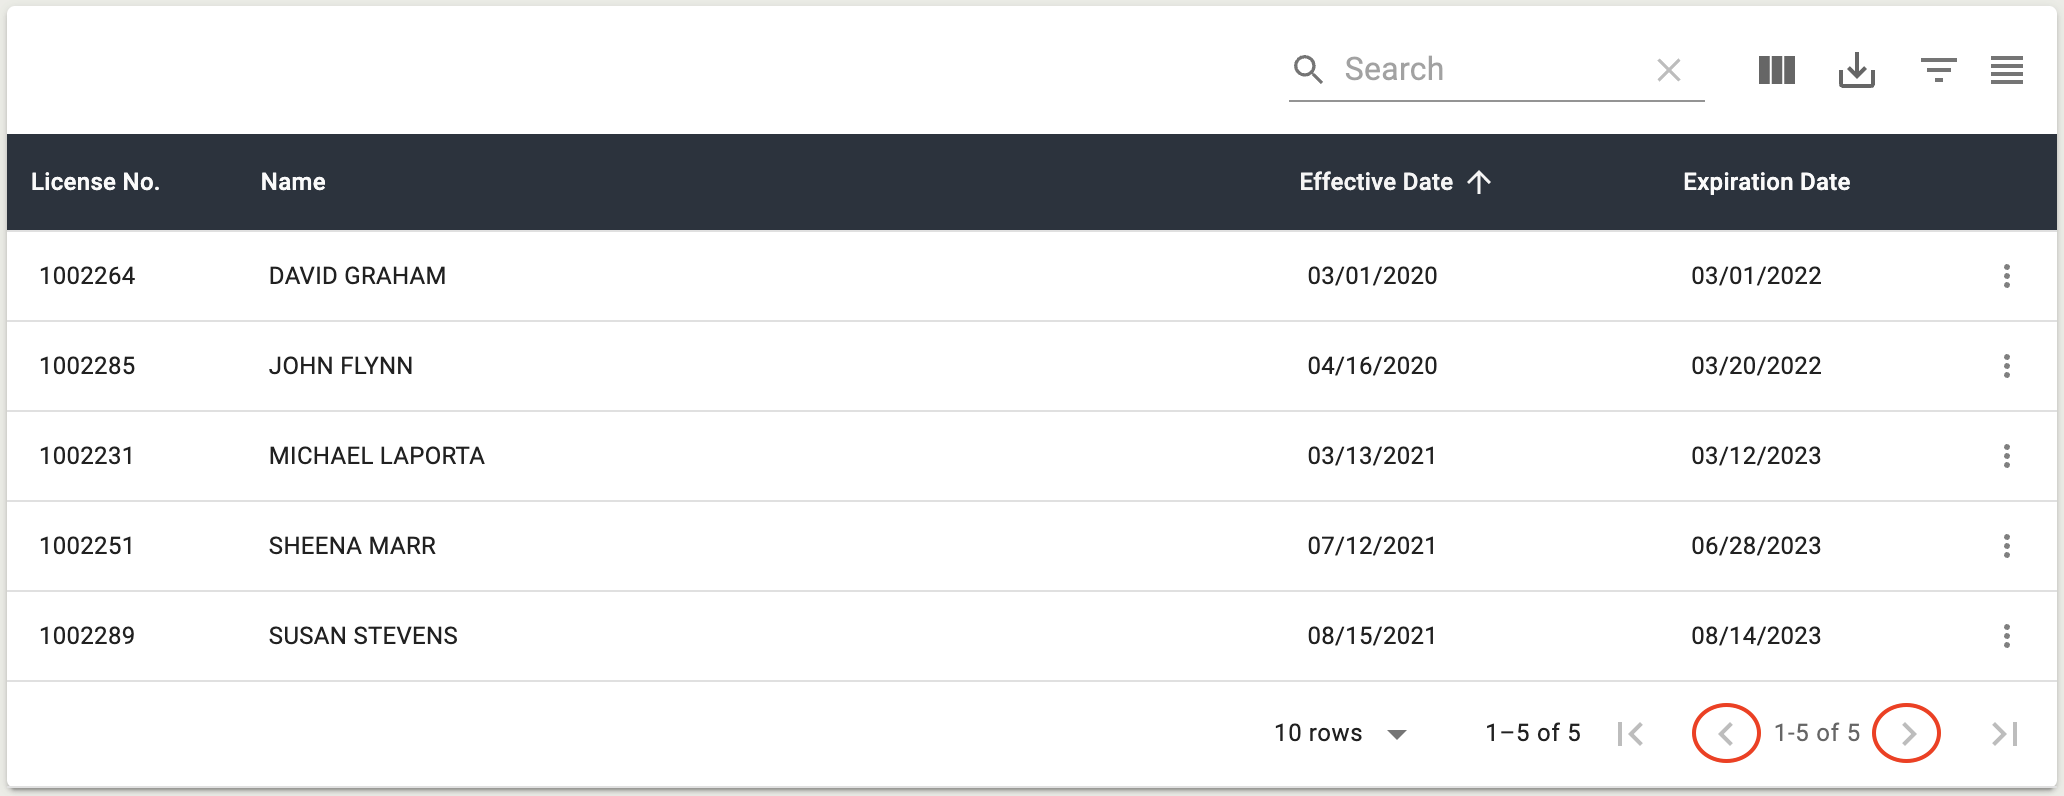 Search
License No. Name Effective Date Expiration Date
1002264 DAVID GRAHAM 03/01/2020 03/01/2022
1002285 JOHN FLYNN 04/16/2020 03/20/2022
1002231 MICHAEL LAPORTA 03/13/2021 03/12/2023
1002251 SHEENA MARR 07/12/2021 06/28/2023
1002289 SUSAN STEVENS 08/15/2021 08/14/2023
10 rows 1–5 of 5 1-5 of 5